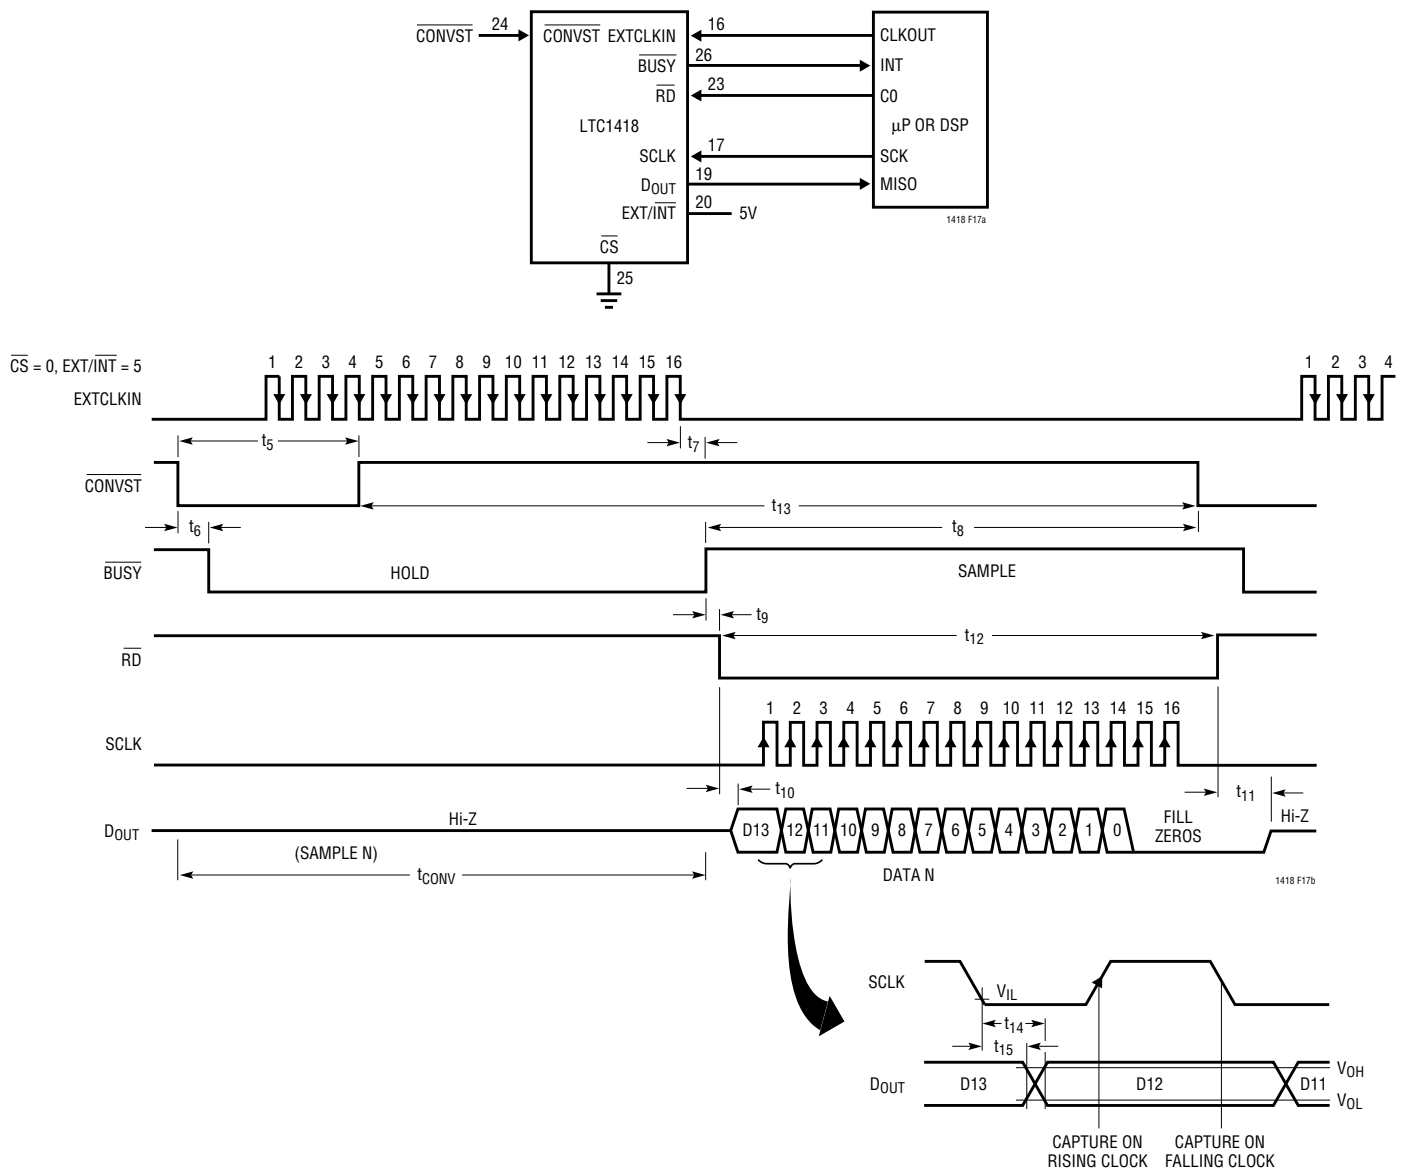 CONVST 24 CONVST EXTCLKIN 16 CLKOUT
BUSY 26 INT
RD 23 C0
LTC1418 µP OR DSP
SCLK 17 SCK
DOUT 19 MISO
EXT/INT 20 5V
1418 F17a
CS
25
CS = 0, EXT/INT = 5
1 2 3 4 5 6 7 8 9 10 11 12 13 14 15 16 1 2 3 4
EXTCLKIN
t5 t7
CONVST
t13
t6 t8
BUSY HOLD SAMPLE
t9
t12
RD
1 2 3 4 5 6 7 8 9 10 11 12 13 14 15 16
SCLK
t10 t11
DOUT Hi-Z D13 12 11 10 9 8 7 6 5 4 3 2 1 0 FILL ZEROS Hi-Z
(SAMPLE N)
tCONV DATA N
1418 F17b
SCLK
VIL
t14
t15
DOUT D13 D12 D11 VOH
VOL
CAPTURE ON RISING CLOCK
CAPTURE ON FALLING CLOCK